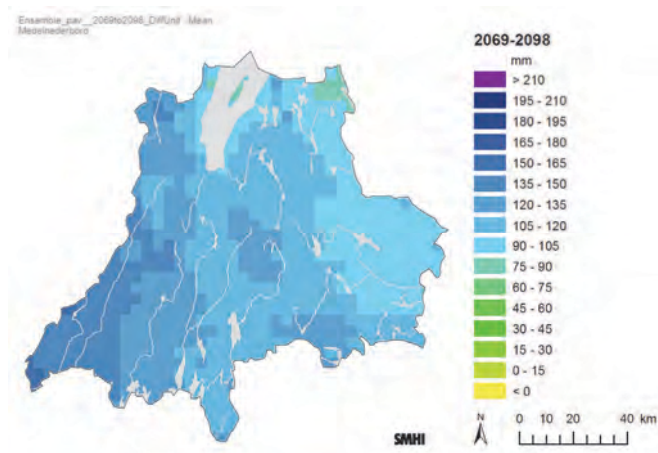 Ensemble_pav__2069to2098_DiffUnd - Mean
Medelnederbörd
2069-2098
mm
> 210
195 - 210
180 - 195
165 - 180
150 - 165
135 - 150
120 - 135
105 - 120
90 - 105
75 - 90
60 - 75
45 - 60
30 - 45
15 - 30
0 - 15
< 0
N
0 10 20 40 km
SMHI